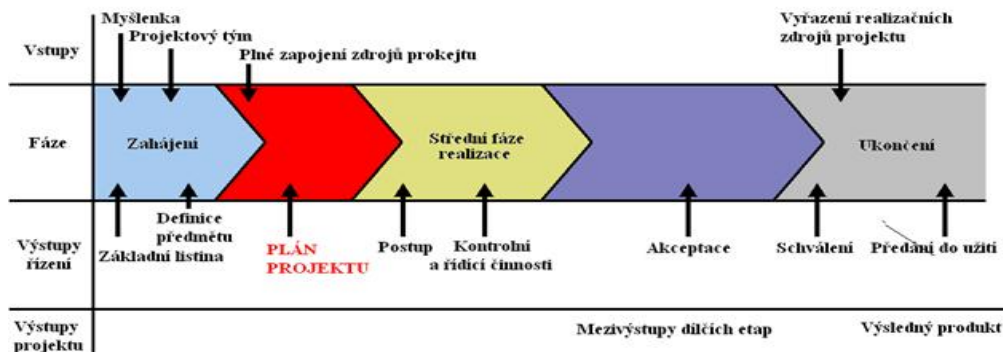 Myšlenka
Projektový tým
Plné zapojení zdrojů prokejtu
Vyřazení realizačních
zdrojů projektu
Vstupy
Fáze
Zahájení
Střední fáze
realizace
Ukončení
Výstupy
řízení
Základní listina
Definice
předmětu
PLÁN
PROJEKTU
Postup
Kontrolní
a řídící činnosti
Akceptace
Schválení
Předání do užití
Výstupy
projektu
Mezivýstupy dílčích etap
Výsledný produkt